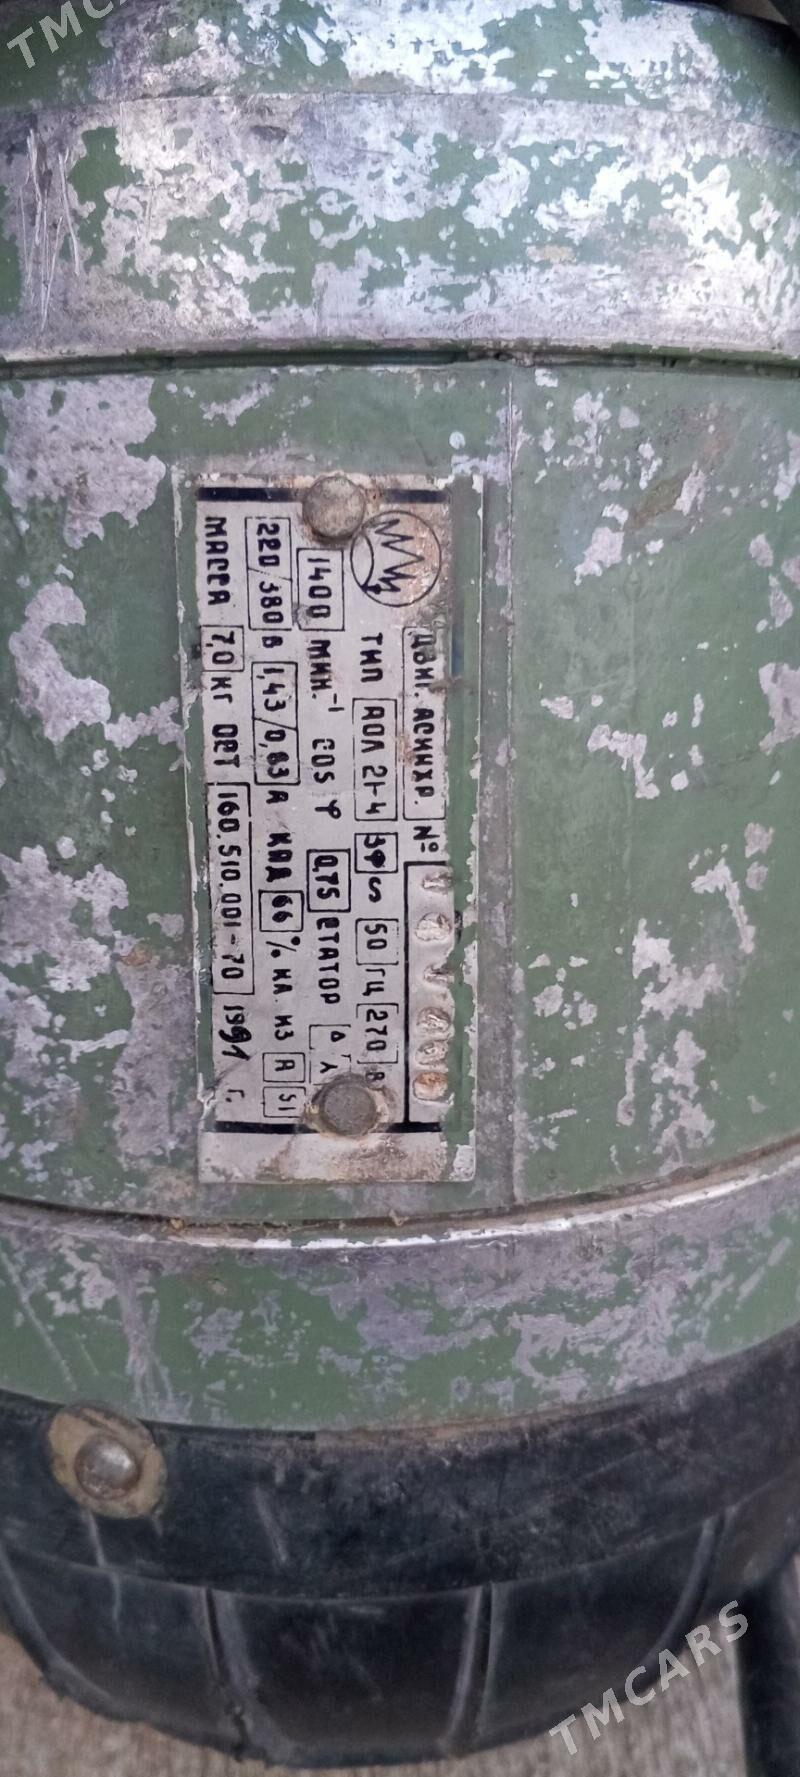 TMCARS
ДВИГ. АСИНХР. №
ТИП АОЛ 21-4 3Ф ∾ 50 ГЦ 270 В
1400 МИН.⁻¹ COS φ 0,75 СТАТОР Δ Y
220/380 В 1,43/0,83 А КПД 66 % КЛ. ИЗ. А S1
МАССА 7,0 КГ ОСТ 160.510.001-70 1991 Г.
TMCARS